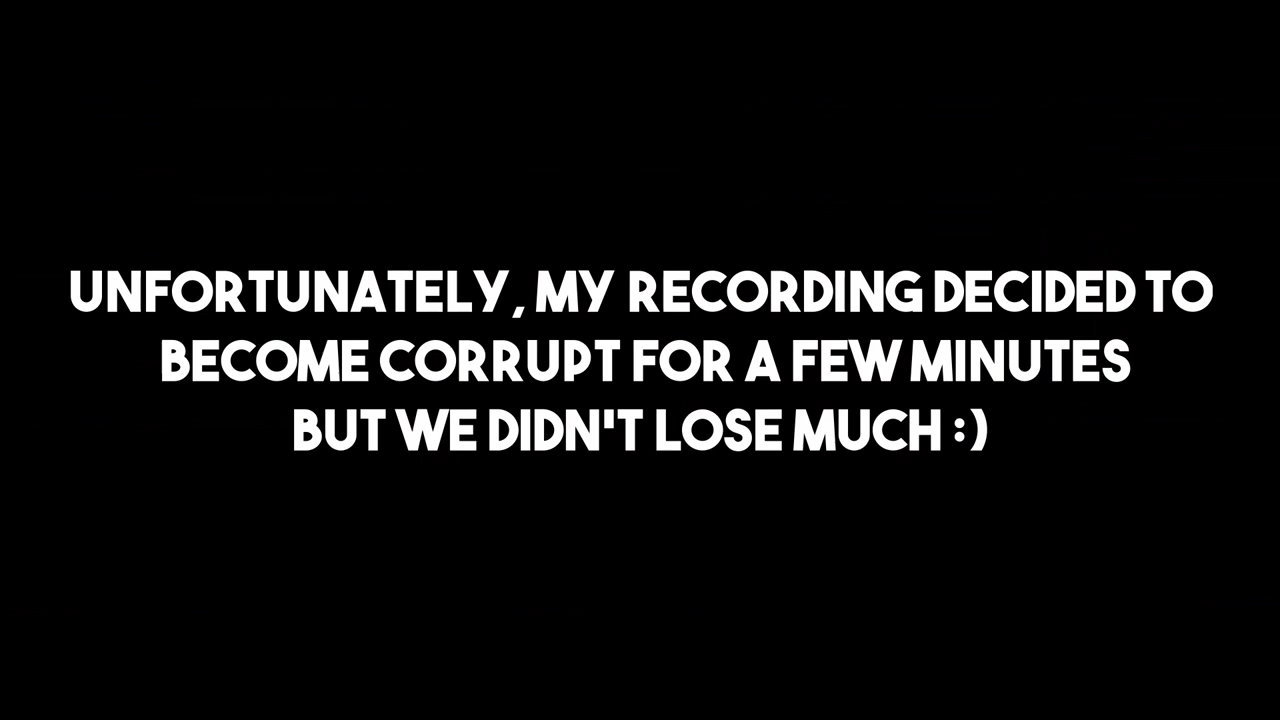 UNFORTUNATELY, MY RECORDING DECIDED TO
BECOME CORRUPT FOR A FEW MINUTES
BUT WE DIDN'T LOSE MUCH :)